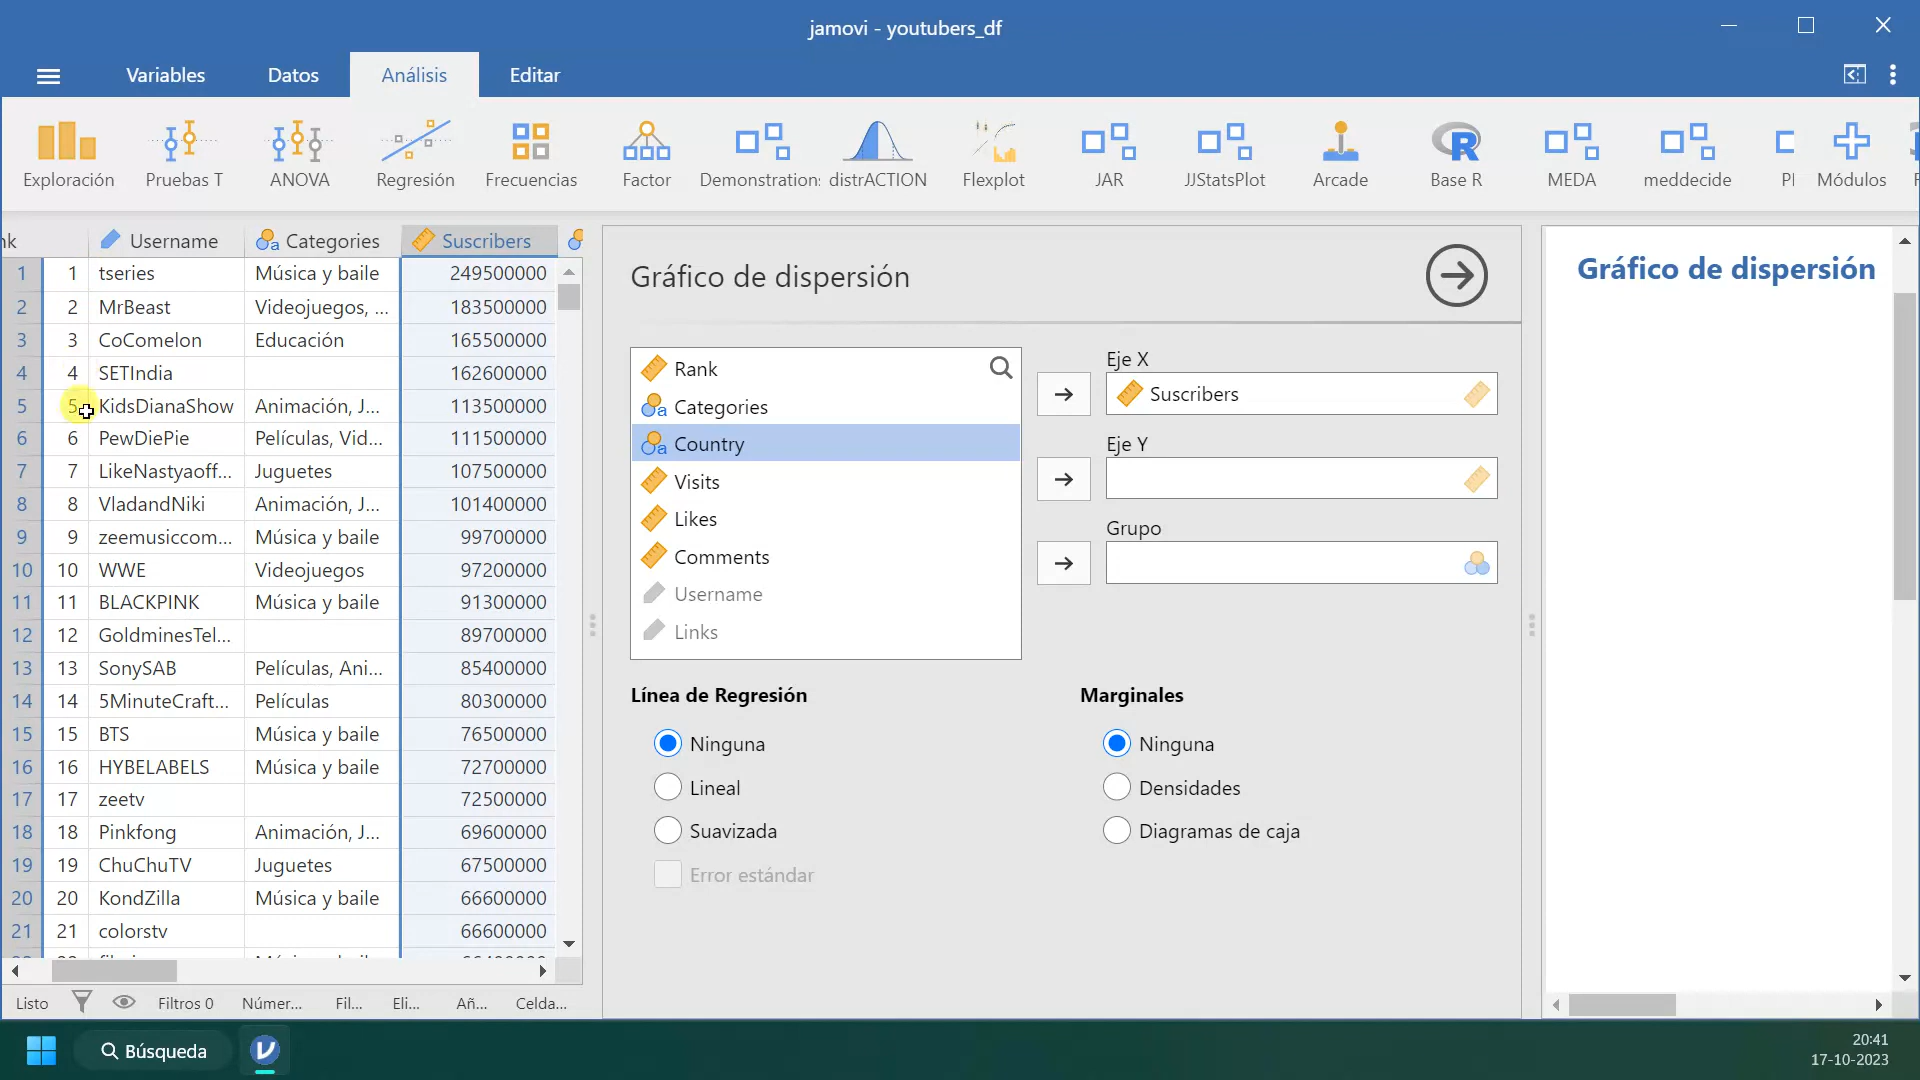 jamovi - youtubers_df
Variables
Datos
Análisis
Editar
Exploración
Pruebas T
ANOVA
Regresión
Frecuencias
Factor
Demonstrations
distrACTION
Flexplot
JAR
JJStatsPlot
Arcade
Base R
MEDA
meddecide
Módulos
nk Username Categories Suscribers
1 1 tseries Música y baile 249500000
2 2 MrBeast Videojuegos, ... 183500000
3 3 CoComelon Educación 165500000
4 4 SETIndia 162600000
5 5 KidsDianaShow Animación, J... 113500000
6 6 PewDiePie Películas, Vid... 111500000
7 7 LikeNastyaoff... Juguetes 107500000
8 8 VladandNiki Animación, J... 101400000
9 9 zeemusiccom... Música y baile 99700000
10 10 WWE Videojuegos 97200000
11 11 BLACKPINK Música y baile 91300000
12 12 GoldminesTel... 89700000
13 13 SonySAB Películas, Ani... 85400000
14 14 5MinuteCraft... Películas 80300000
15 15 BTS Música y baile 76500000
16 16 HYBELABELS Música y baile 72700000
17 17 zeetv 72500000
18 18 Pinkfong Animación, J... 69600000
19 19 ChuChuTV Juguetes 67500000
20 20 KondZilla Música y baile 66600000
21 21 colorstv 66600000
Listo
Filtros 0
Númer...
Fil...
Eli...
Añ...
Celda...
Gráfico de dispersión
Rank
Categories
Country
Visits
Likes
Comments
Username
Links
Eje X
Suscribers
Eje Y
Grupo
Línea de Regresión
Ninguna
Lineal
Suavizada
Error estándar
Marginales
Ninguna
Densidades
Diagramas de caja
Gráfico de dispersión
Búsqueda
20:41
17-10-2023